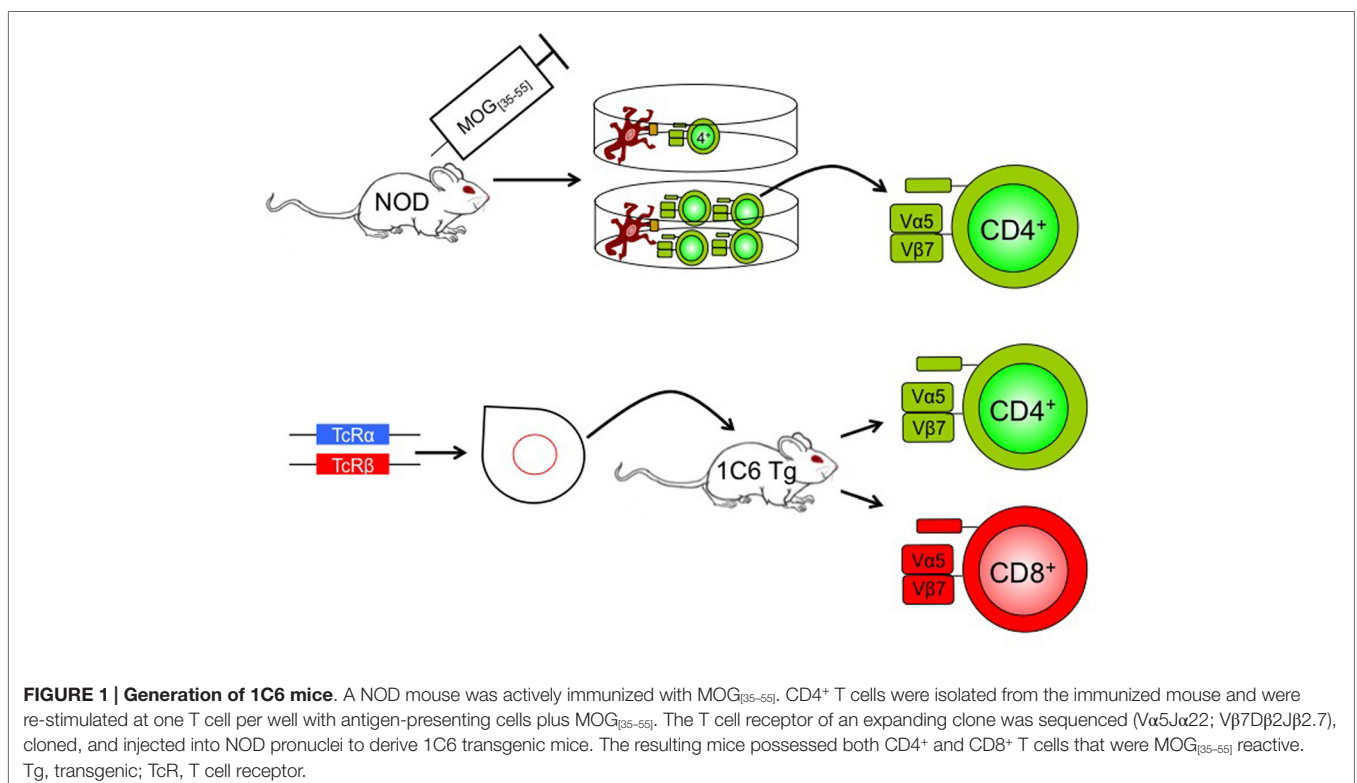 MOG[35-55]
NOD
4+
Vα5
Vβ7
CD4+
TcRα
TcRβ
1C6 Tg
Vα5
Vβ7
CD4+
Vα5
Vβ7
CD8+
FIGURE 1 | Generation of 1C6 mice. A NOD mouse was actively immunized with MOG[35–55]. CD4+ T cells were isolated from the immunized mouse and were
re-stimulated at one T cell per well with antigen-presenting cells plus MOG[35–55]. The T cell receptor of an expanding clone was sequenced (Vα5Jα22; Vβ7Dβ2Jβ2.7),
cloned, and injected into NOD pronuclei to derive 1C6 transgenic mice. The resulting mice possessed both CD4+ and CD8+ T cells that were MOG[35–55] reactive.
Tg, transgenic; TcR, T cell receptor.